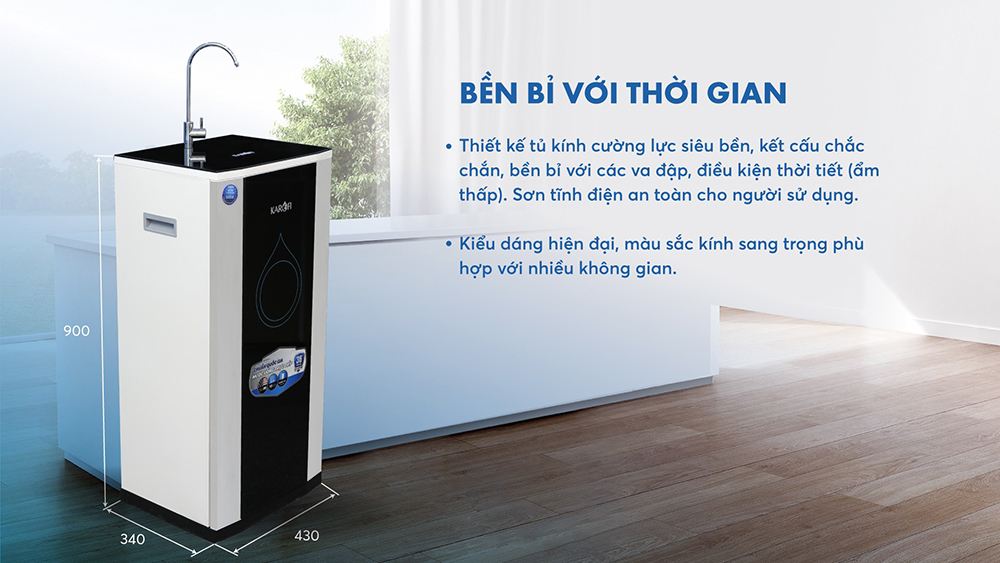 BỀN BỈ VỚI THỜI GIAN
• Thiết kế tủ kính cường lực siêu bền, kết cấu chắc
chắn, bền bỉ với các va đập, điều kiện thời tiết (ẩm
thấp). Sơn tĩnh điện an toàn cho người sử dụng.
• Kiểu dáng hiện đại, màu sắc kính sang trọng phù
hợp với nhiều không gian.
KAROFI
900
340
430